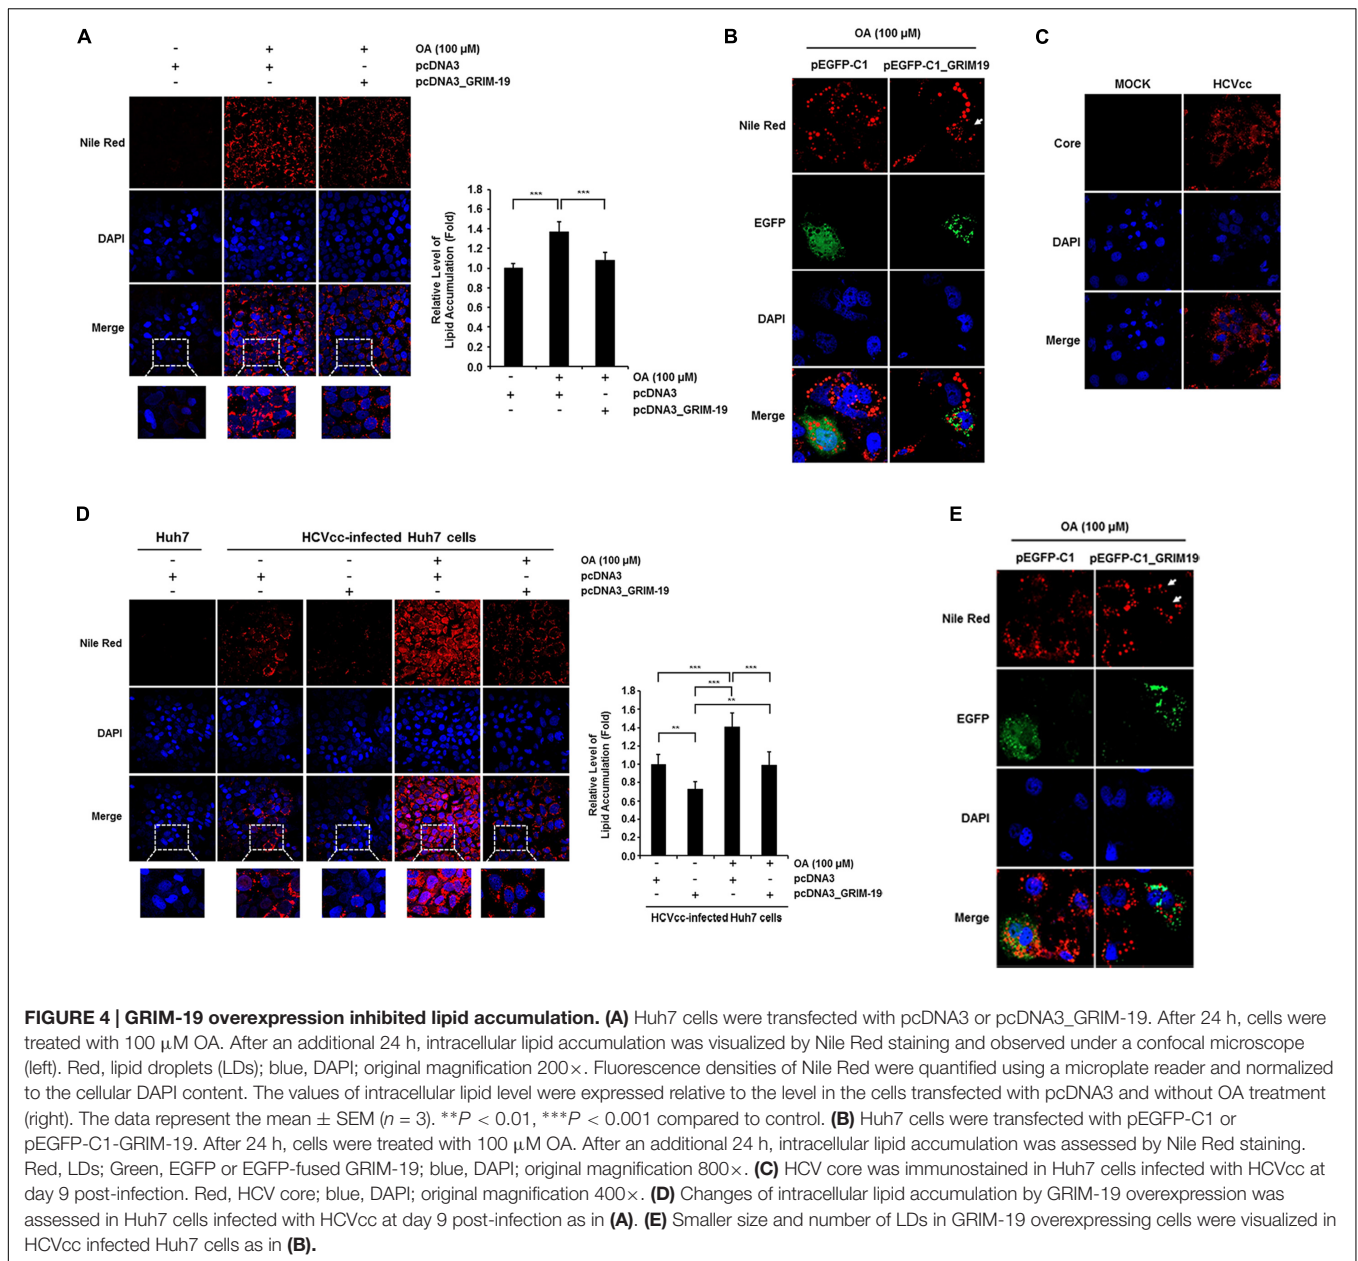 A
- + + OA (100 µM)
+ + - pcDNA3
- - + pcDNA3_GRIM-19
Nile Red
DAPI
Merge
Relative Level of
Lipid Accumulation (Fold)
1.8
1.6
1.4
1.2
1.0
0.8
0.6
0.4
0.2
0.0
*** ***
- + + OA (100 µM)
+ + - pcDNA3
- - + pcDNA3_GRIM-19
B
OA (100 µM)
pEGFP-C1 pEGFP-C1_GRIM19
Nile Red
EGFP
DAPI
Merge
C
MOCK HCVcc
Core
DAPI
Merge
D
Huh7 HCVcc-infected Huh7 cells
- - - + + OA (100 µM)
+ + - + - pcDNA3
- - + - + pcDNA3_GRIM-19
Nile Red
DAPI
Merge
Relative Level of
Lipid Accumulation (Fold)
1.8
1.6
1.4
1.2
1.0
0.8
0.6
0.4
0.2
0.0
*** ***
***
**
**
- - + + OA (100 µM)
+ - + - pcDNA3
- + - + pcDNA3_GRIM-19
HCVcc-infected Huh7 cells
E
OA (100 µM)
pEGFP-C1 pEGFP-C1_GRIM19
Nile Red
EGFP
DAPI
Merge
FIGURE 4 | GRIM-19 overexpression inhibited lipid accumulation. (A) Huh7 cells were transfected with pcDNA3 or pcDNA3_GRIM-19. After 24 h, cells were
treated with 100 µM OA. After an additional 24 h, intracellular lipid accumulation was visualized by Nile Red staining and observed under a confocal microscope
(left). Red, lipid droplets (LDs); blue, DAPI; original magnification 200×. Fluorescence densities of Nile Red were quantified using a microplate reader and normalized
to the cellular DAPI content. The values of intracellular lipid level were expressed relative to the level in the cells transfected with pcDNA3 and without OA treatment
(right). The data represent the mean ± SEM (n = 3). **P < 0.01, ***P < 0.001 compared to control. (B) Huh7 cells were transfected with pEGFP-C1 or
pEGFP-C1-GRIM-19. After 24 h, cells were treated with 100 µM OA. After an additional 24 h, intracellular lipid accumulation was assessed by Nile Red staining.
Red, LDs; Green, EGFP or EGFP-fused GRIM-19; blue, DAPI; original magnification 800×. (C) HCV core was immunostained in Huh7 cells infected with HCVcc at
day 9 post-infection. Red, HCV core; blue, DAPI; original magnification 400×. (D) Changes of intracellular lipid accumulation by GRIM-19 overexpression was
assessed in Huh7 cells infected with HCVcc at day 9 post-infection as in (A). (E) Smaller size and number of LDs in GRIM-19 overexpressing cells were visualized in
HCVcc infected Huh7 cells as in (B).